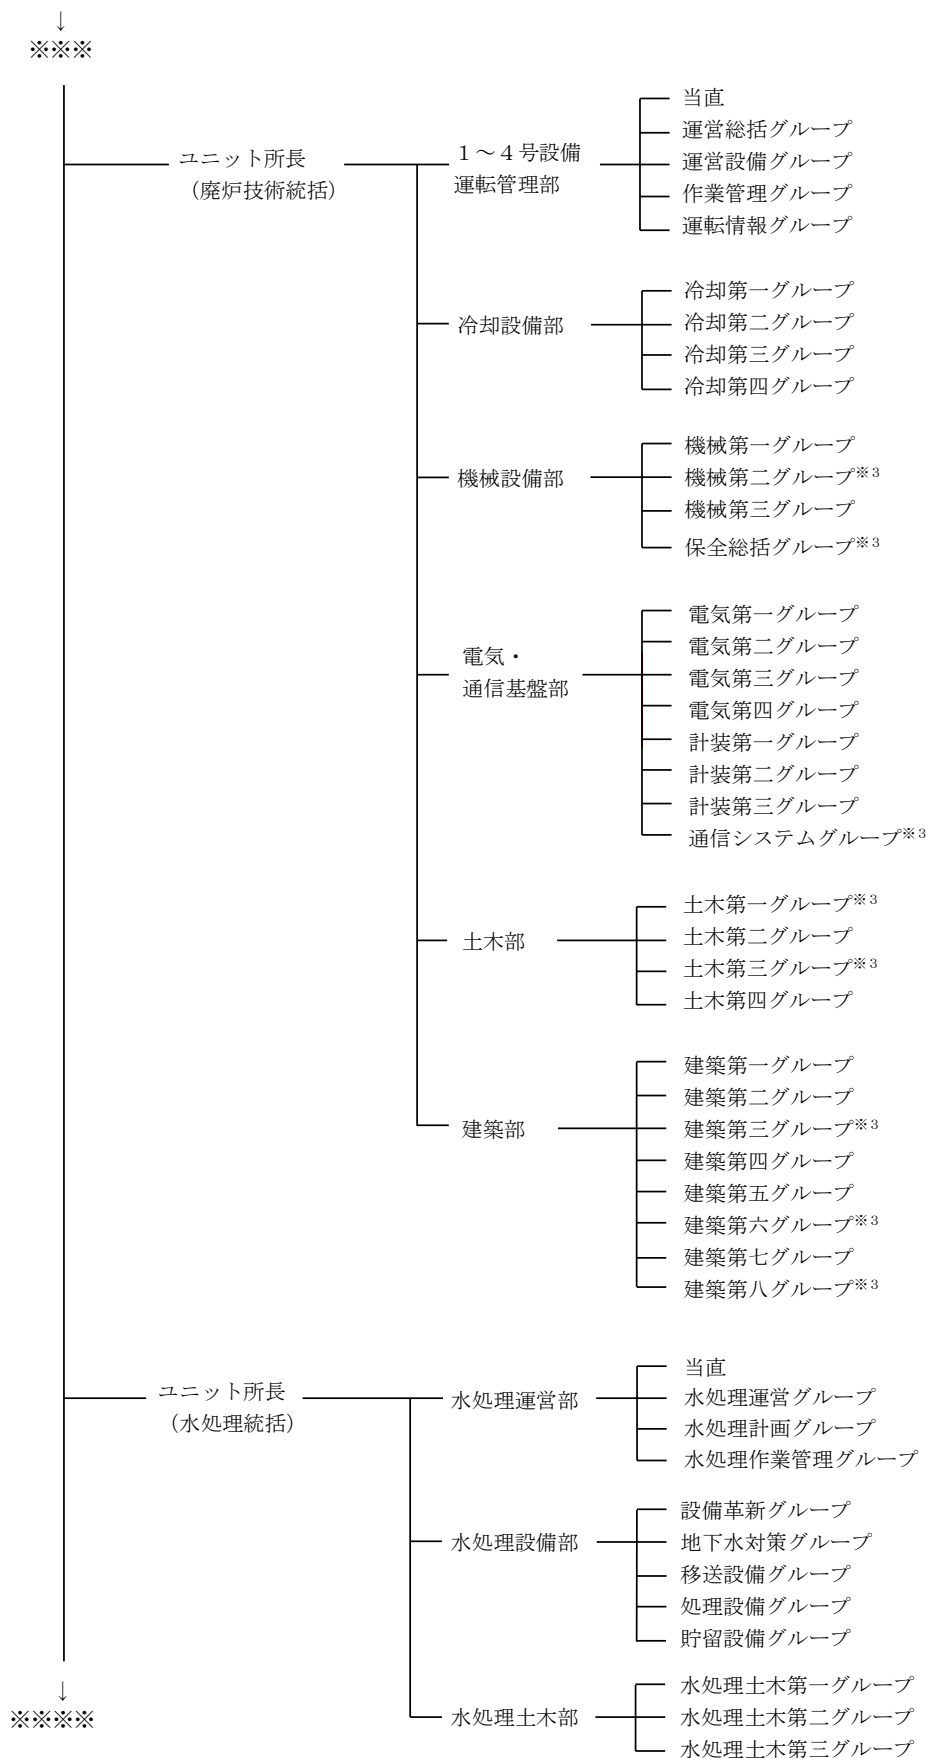 ↓
※※※
ユニット所長
（廃炉技術統括）
１～４号設備
運転管理部
当直
運営総括グループ
運営設備グループ
作業管理グループ
運転情報グループ
冷却設備部
冷却第一グループ
冷却第二グループ
冷却第三グループ
冷却第四グループ
機械設備部
機械第一グループ
機械第二グループ※３
機械第三グループ
保全総括グループ※３
電気・
通信基盤部
電気第一グループ
電気第二グループ
電気第三グループ
電気第四グループ
計装第一グループ
計装第二グループ
計装第三グループ
通信システムグループ※３
土木部
土木第一グループ※３
土木第二グループ
土木第三グループ※３
土木第四グループ
建築部
建築第一グループ
建築第二グループ
建築第三グループ※３
建築第四グループ
建築第五グループ
建築第六グループ※３
建築第七グループ
建築第八グループ※３
ユニット所長
（水処理統括）
水処理運営部
当直
水処理運営グループ
水処理計画グループ
水処理作業管理グループ
水処理設備部
設備革新グループ
地下水対策グループ
移送設備グループ
処理設備グループ
貯留設備グループ
水処理土木部
水処理土木第一グループ
水処理土木第二グループ
水処理土木第三グループ
↓
※※※※